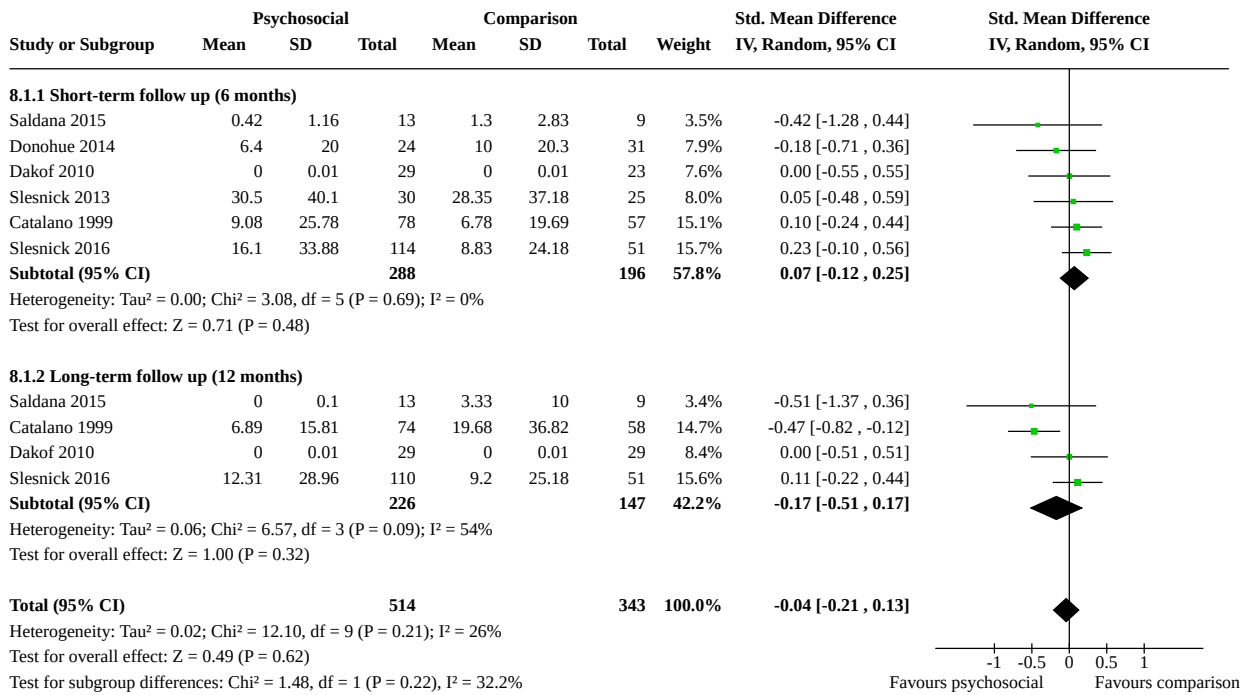 Psychosocial Comparison Std. Mean Difference Std. Mean Difference
Study or Subgroup Mean SD Total Mean SD Total Weight IV, Random, 95% CI IV, Random, 95% CI
8.1.1 Short-term follow up (6 months)
Saldana 2015 0.42 1.16 13 1.3 2.83 9 3.5% -0.42 [-1.28 , 0.44]
Donohue 2014 6.4 20 24 10 20.3 31 7.9% -0.18 [-0.71 , 0.36]
Dakof 2010 0 0.01 29 0 0.01 23 7.6% 0.00 [-0.55 , 0.55]
Slesnick 2013 30.5 40.1 30 28.35 37.18 25 8.0% 0.05 [-0.48 , 0.59]
Catalano 1999 9.08 25.78 78 6.78 19.69 57 15.1% 0.10 [-0.24 , 0.44]
Slesnick 2016 16.1 33.88 114 8.83 24.18 51 15.7% 0.23 [-0.10 , 0.56]
Subtotal (95% CI) 288 196 57.8% 0.07 [-0.12 , 0.25]
Heterogeneity: Tau² = 0.00; Chi² = 3.08, df = 5 (P = 0.69); I² = 0%
Test for overall effect: Z = 0.71 (P = 0.48)
8.1.2 Long-term follow up (12 months)
Saldana 2015 0 0.1 13 3.33 10 9 3.4% -0.51 [-1.37 , 0.36]
Catalano 1999 6.89 15.81 74 19.68 36.82 58 14.7% -0.47 [-0.82 , -0.12]
Dakof 2010 0 0.01 29 0 0.01 29 8.4% 0.00 [-0.51 , 0.51]
Slesnick 2016 12.31 28.96 110 9.2 25.18 51 15.6% 0.11 [-0.22 , 0.44]
Subtotal (95% CI) 226 147 42.2% -0.17 [-0.51 , 0.17]
Heterogeneity: Tau² = 0.06; Chi² = 6.57, df = 3 (P = 0.09); I² = 54%
Test for overall effect: Z = 1.00 (P = 0.32)
Total (95% CI) 514 343 100.0% -0.04 [-0.21 , 0.13]
Heterogeneity: Tau² = 0.02; Chi² = 12.10, df = 9 (P = 0.21); I² = 26%
Test for overall effect: Z = 0.49 (P = 0.62) -1 -0.5 0 0.5 1
Test for subgroup differences: Chi² = 1.48, df = 1 (P = 0.22), I² = 32.2% Favours psychosocial Favours comparison